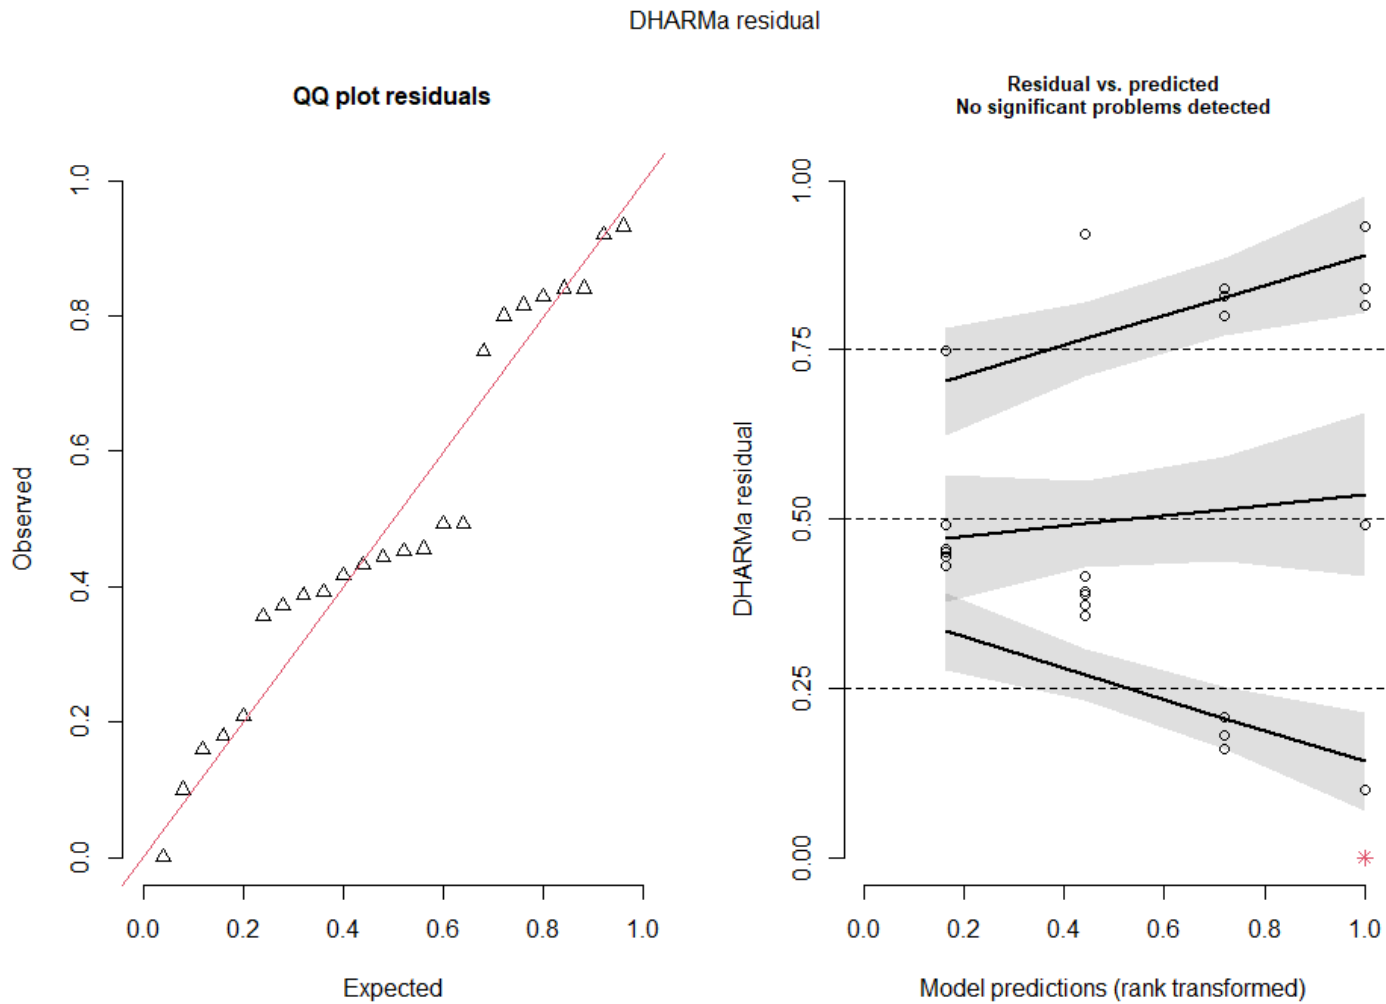 DHARMa residual
QQ plot residuals
Observed
1.0
0.8
0.6
0.4
0.2
0.0
0.0 0.2 0.4 0.6 0.8 1.0
Expected
Residual vs. predicted
No significant problems detected
DHARMa residual
1.00
0.75
0.50
0.25
0.00
0.0 0.2 0.4 0.6 0.8 1.0
Model predictions (rank transformed)